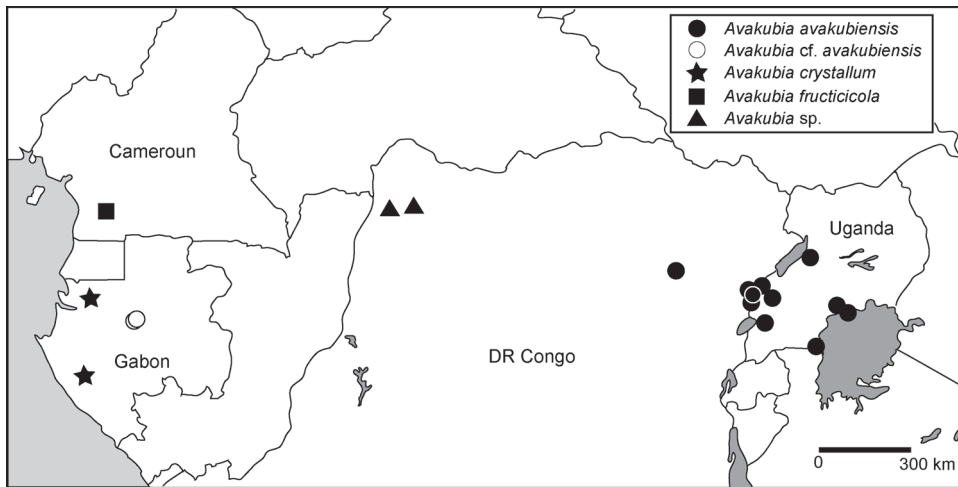 Avakubia avakubiensis
Avakubia cf. avakubiensis
Avakubia crystallum
Avakubia fructicicola
Avakubia sp.
Cameroun
Uganda
Gabon
DR Congo
0 300 km